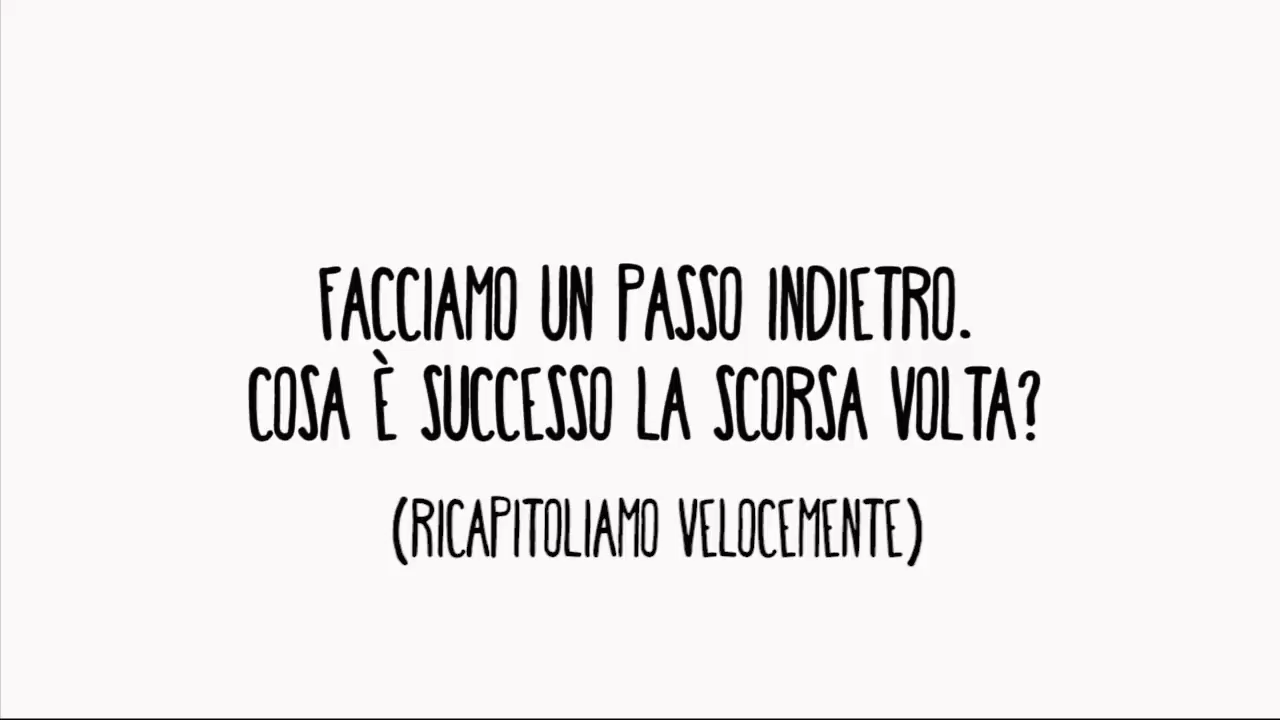 FACCIAMO UN PASSO INDIETRO.
COSA È SUCCESSO LA SCORSA VOLTA?
(RICAPITOLIAMO VELOCEMENTE)